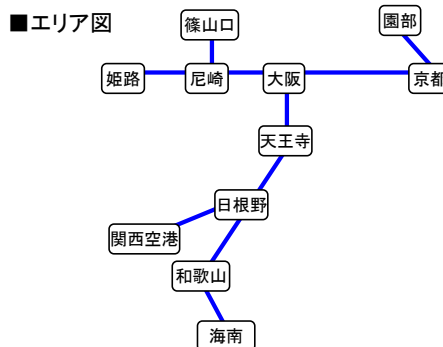 ■エリア図
篠山口
園部
姫路
尼崎
大阪
京都
天王寺
日根野
関西空港
和歌山
海南